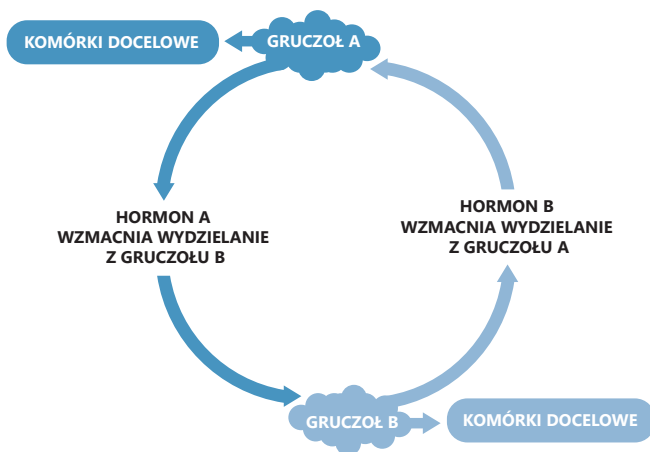 KOMÓRKI DOCELOWE
GRUCZOŁ A
HORMON A
WZMACNIA WYDZIELANIE
Z GRUCZOŁU B
HORMON B
WZMACNIA WYDZIELANIE
Z GRUCZOŁU A
GRUCZOŁ B
KOMÓRKI DOCELOWE